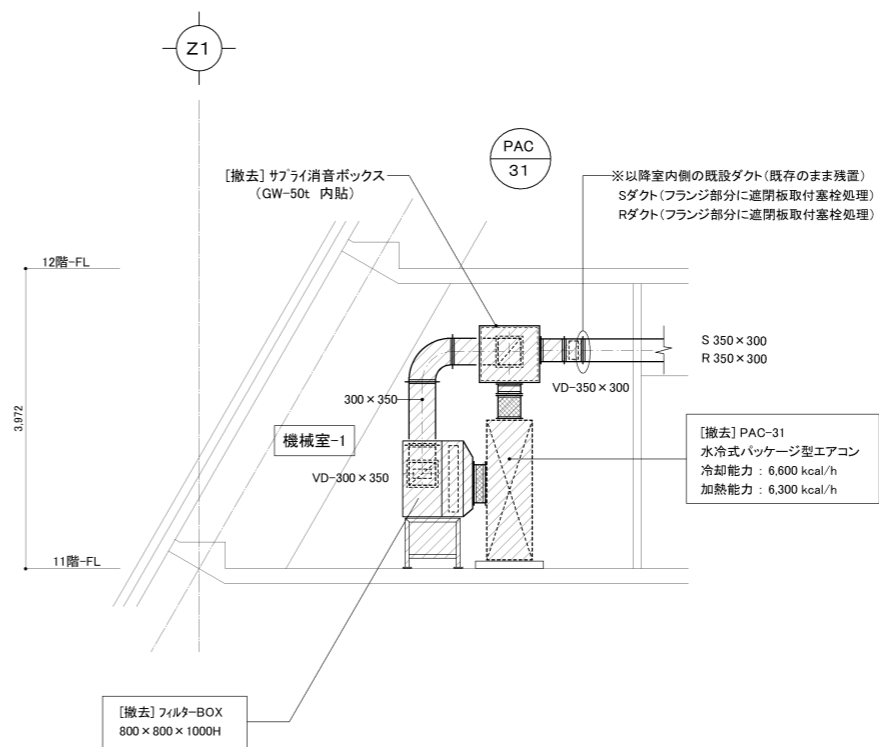 Z1
PAC
31
[撤去] サプライ消音ボックス
(GW-50t 内貼)
※以降室内側の既設ダクト(既存のまま残置)
Sダクト(フランジ部分に遮閉板取付塞栓処理)
Rダクト(フランジ部分に遮閉板取付塞栓処理)
12階-FL
S 350×300
R 350×300
VD-350×300
300×350
3,972
機械室-1
[撤去] PAC-31
水冷式パッケージ型エアコン
冷却能力 : 6,600 kcal/h
加熱能力 : 6,300 kcal/h
VD-300×350
11階-FL
[撤去] フィルターBOX
800×800×1000H